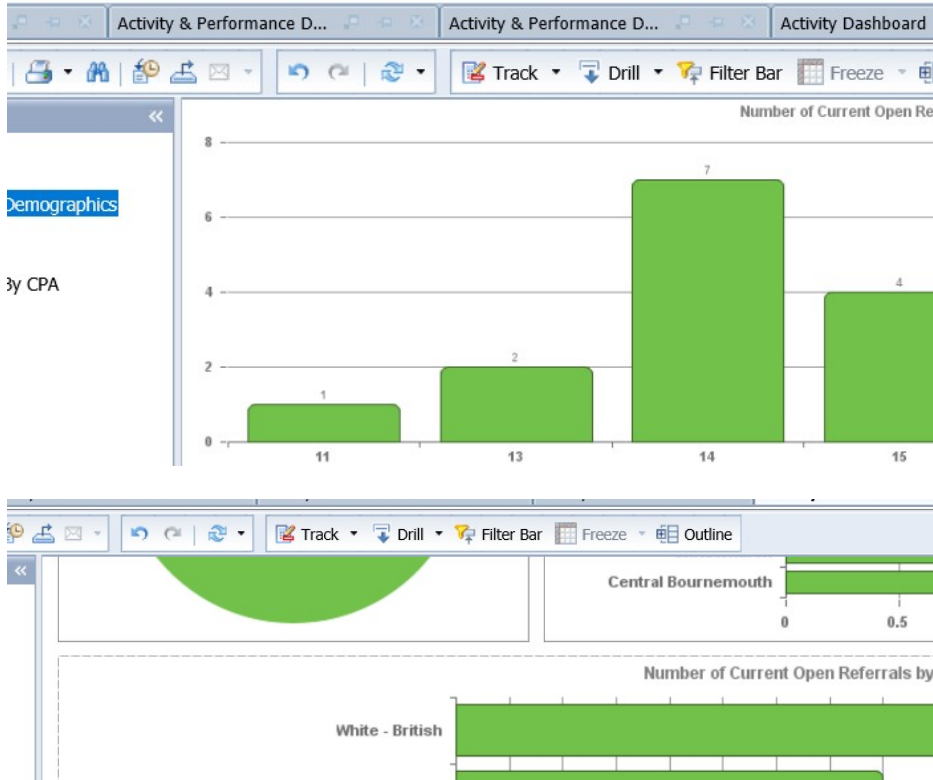 Activity & Performance D... Activity & Performance D... Activity Dashboard
Track Drill Filter Bar Freeze
Number of Current Open Re
8
7
Demographics
6
By CPA
4
4
2
2
1
0
11 13 14 15
Track Drill Filter Bar Freeze Outline
Central Bournemouth
0 0.5
Number of Current Open Referrals by
White - British